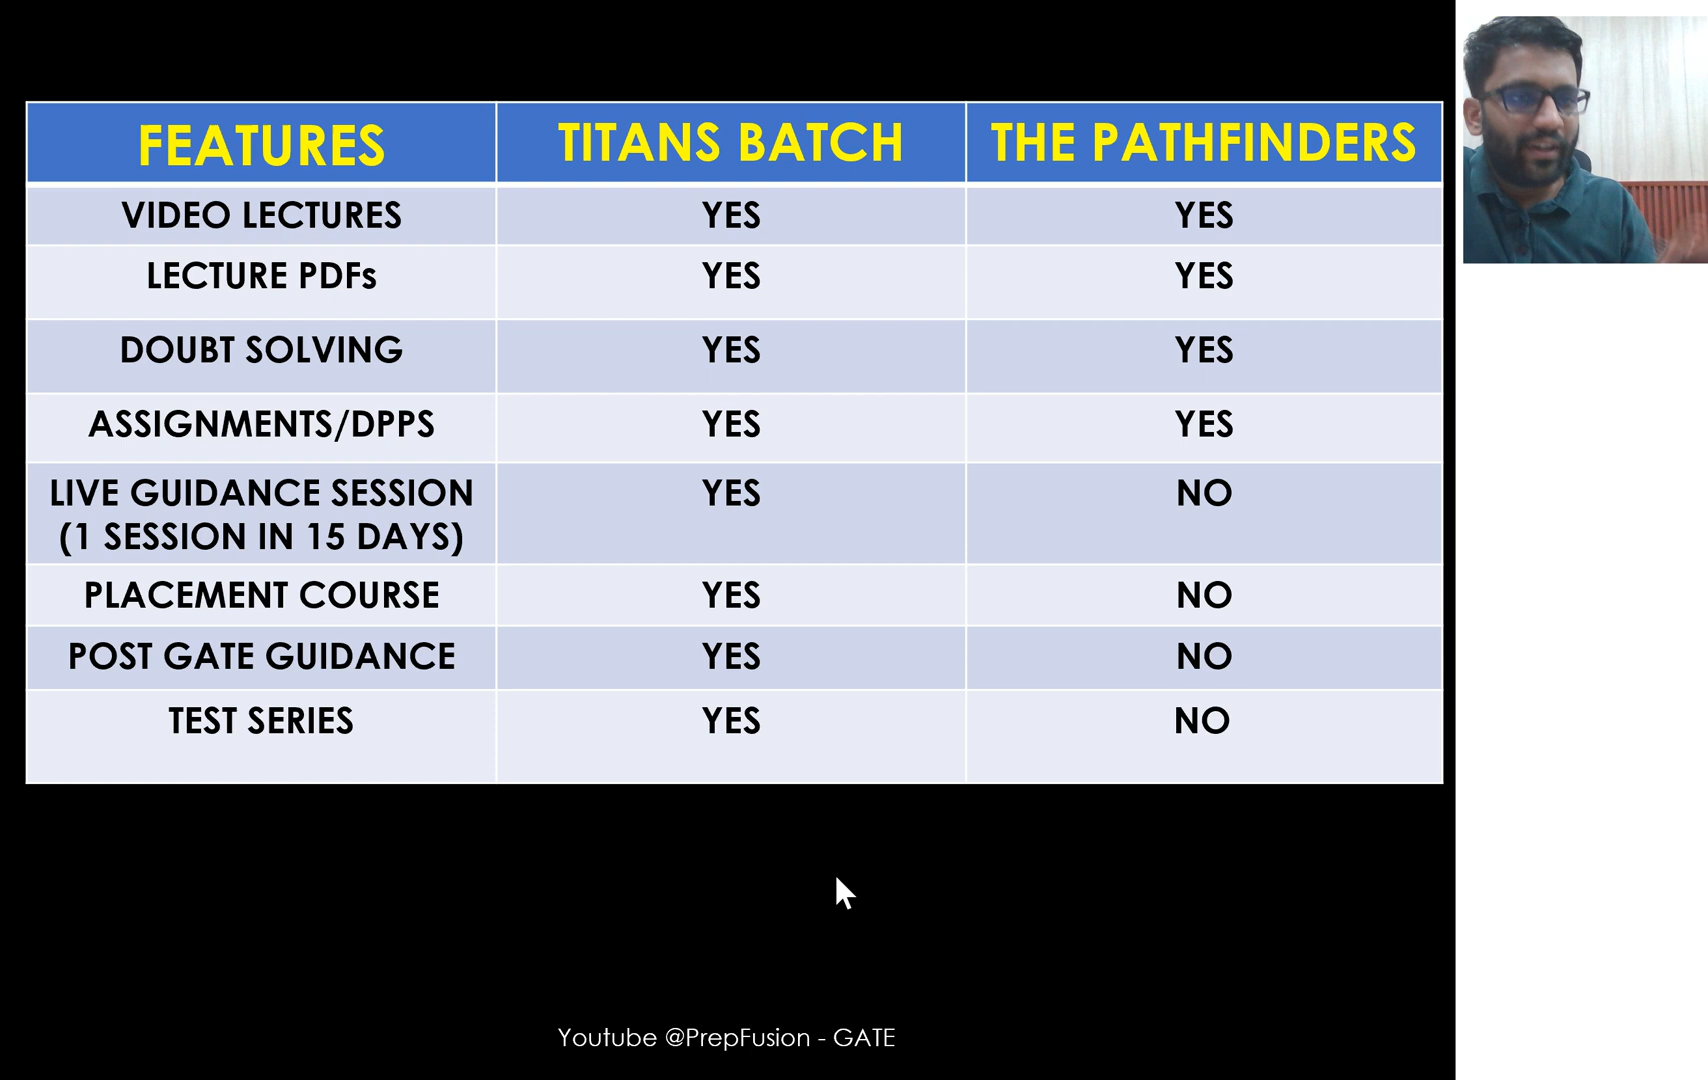 FEATURES TITANS BATCH THE PATHFINDERS
VIDEO LECTURES YES YES
LECTURE PDFs YES YES
DOUBT SOLVING YES YES
ASSIGNMENTS/DPPS YES YES
LIVE GUIDANCE SESSION YES NO
(1 SESSION IN 15 DAYS)
PLACEMENT COURSE YES NO
POST GATE GUIDANCE YES NO
TEST SERIES YES NO
Youtube @PrepFusion - GATE